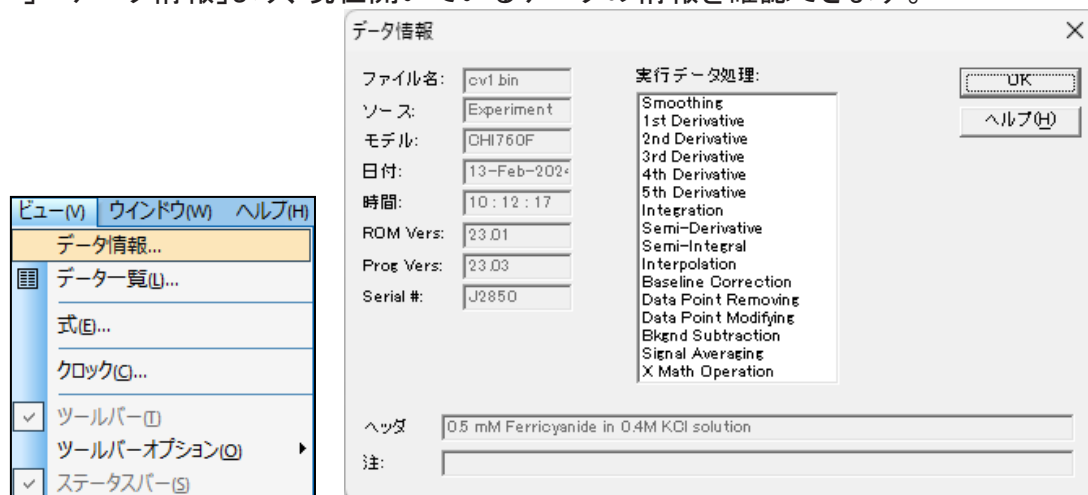 データ情報
ファイル名: cv1.bin
ソース: Experiment
モデル: CHI760F
日付: 13-Feb-202
時間: 10:12:17
ROM Vers: 23.01
Prog Vers: 23.03
Serial #: J2850
実行データ処理:
Smoothing
1st Derivative
2nd Derivative
3rd Derivative
4th Derivative
5th Derivative
Integration
Semi-Derivative
Semi-Integral
Interpolation
Baseline Correction
Data Point Removing
Data Point Modifying
Bkgnd Subtraction
Signal Averaging
X Math Operation
OK
ヘルプ(H)
ヘッダ 0.5 mM Ferricyanide in 0.4M KCl solution
注:
ビュー(V) ウインドウ(W) ヘルプ(H)
データ情報...
データ一覧(L)...
式(E)...
クロック(C)...
ツールバー(T)
ツールバーオプション(O)
ステータスバー(S)